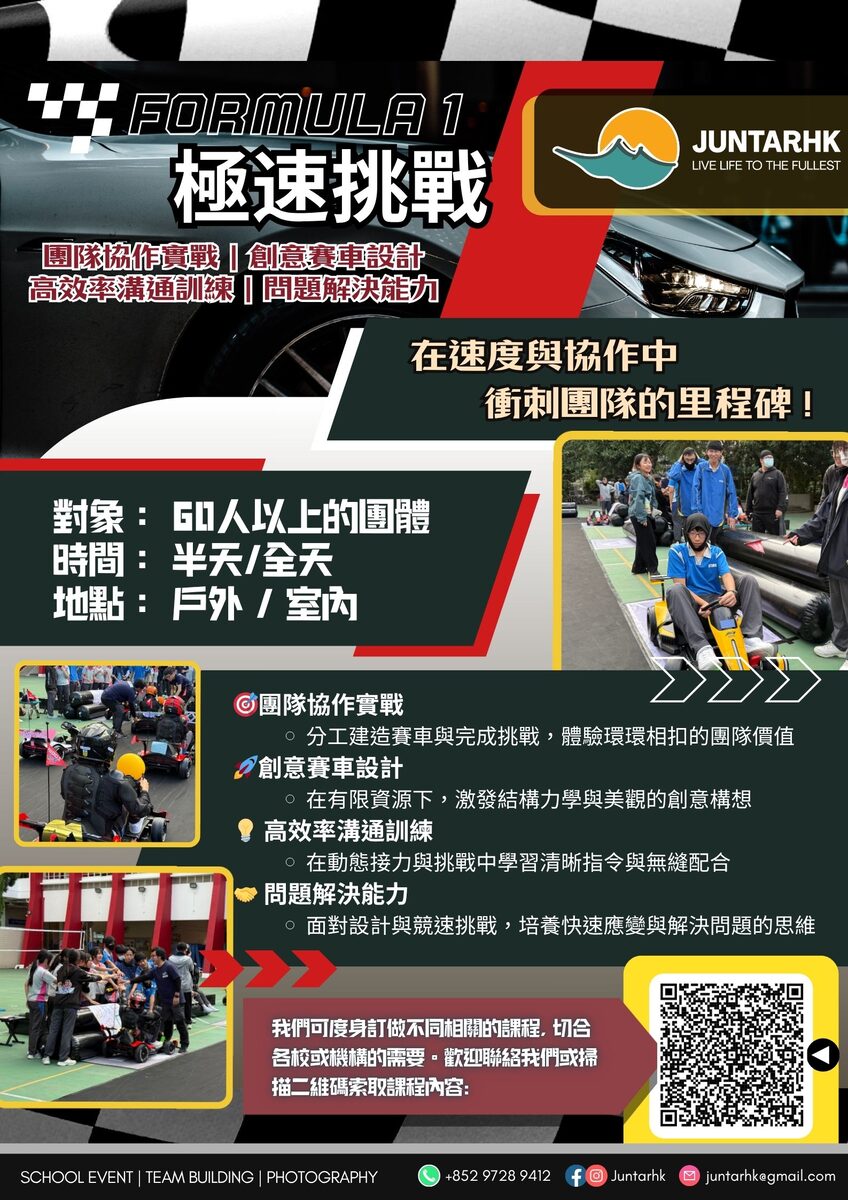 FORMULA 1
極速挑戰
JUNTARHK
LIVE LIFE TO THE FULLEST
團隊協作實戰 | 創意賽車設計
高效率溝通訓練 | 問題解決能力
在速度與協作中
衝刺團隊的里程碑！
對象： 60人以上的團體
時間： 半天/全天
地點： 戶外 / 室內
🎯團隊協作實戰
○ 分工建造賽車與完成挑戰，體驗環環相扣的團隊價值
🚀創意賽車設計
○ 在有限資源下，激發結構力學與美觀的創意構想
💡 高效率溝通訓練
○ 在動態接力與挑戰中學習清晰指令與無縫配合
🤝 問題解決能力
○ 面對設計與競速挑戰，培養快速應變與解決問題的思維
我們可度身訂做不同相關的課程, 切合
各校或機構的需要。歡迎聯絡我們或掃
描二維碼索取課程內容:
SCHOOL EVENT | TEAM BUILDING | PHOTOGRAPHY
+852 9728 9412
Juntarhk
juntarhk@gmail.com